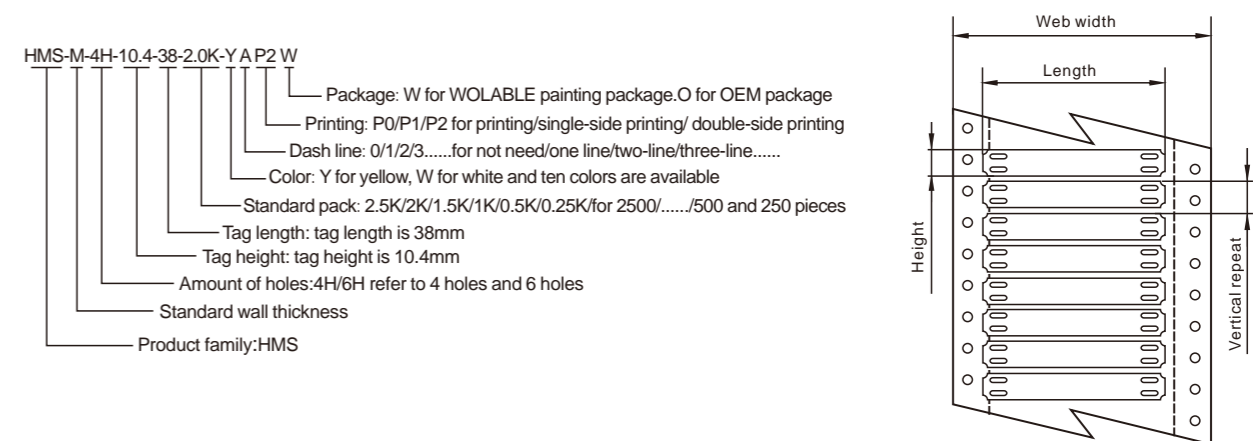 HMS-M-4H-10.4-38-2.0K-Y A P2 W
Package: W for WOLABLE painting package.O for OEM package
Printing: P0/P1/P2 for printing/single-side printing/ double-side printing
Dash line: 0/1/2/3......for not need/one line/two-line/three-line......
Color: Y for yellow, W for white and ten colors are available
Standard pack: 2.5K/2K/1.5K/1K/0.5K/0.25K/for 2500/....../500 and 250 pieces
Tag length: tag length is 38mm
Tag height: tag height is 10.4mm
Amount of holes:4H/6H refer to 4 holes and 6 holes
Standard wall thickness
Product family:HMS
Web width
Length
Height
Vertical repeat